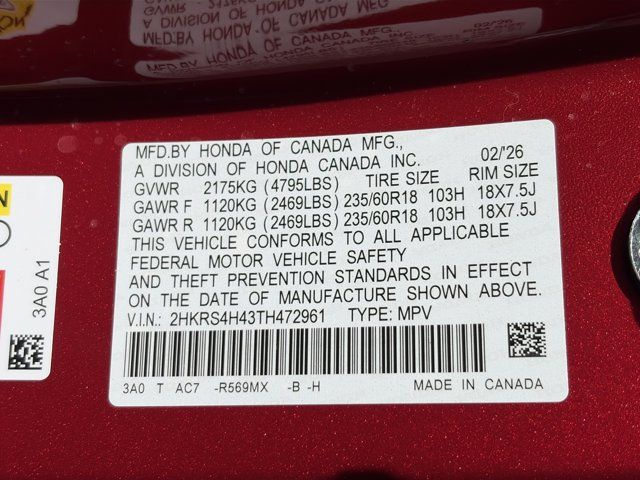 MFD.BY HONDA OF CANADA MFG.,
A DIVISION OF HONDA CANADA INC. 02/'26
GVWR 2175KG (4795LBS) TIRE SIZE RIM SIZE
GAWR F 1120KG (2469LBS) 235/60R18 103H 18X7.5J
GAWR R 1120KG (2469LBS) 235/60R18 103H 18X7.5J
THIS VEHICLE CONFORMS TO ALL APPLICABLE
FEDERAL MOTOR VEHICLE SAFETY
AND THEFT PREVENTION STANDARDS IN EFFECT
ON THE DATE OF MANUFACTURE SHOWN ABOVE.
V.I.N.: 2HKRS4H43TH472961 TYPE: MPV
3A0 T AC7 -R569MX -B -H MADE IN CANADA
3A0 A1